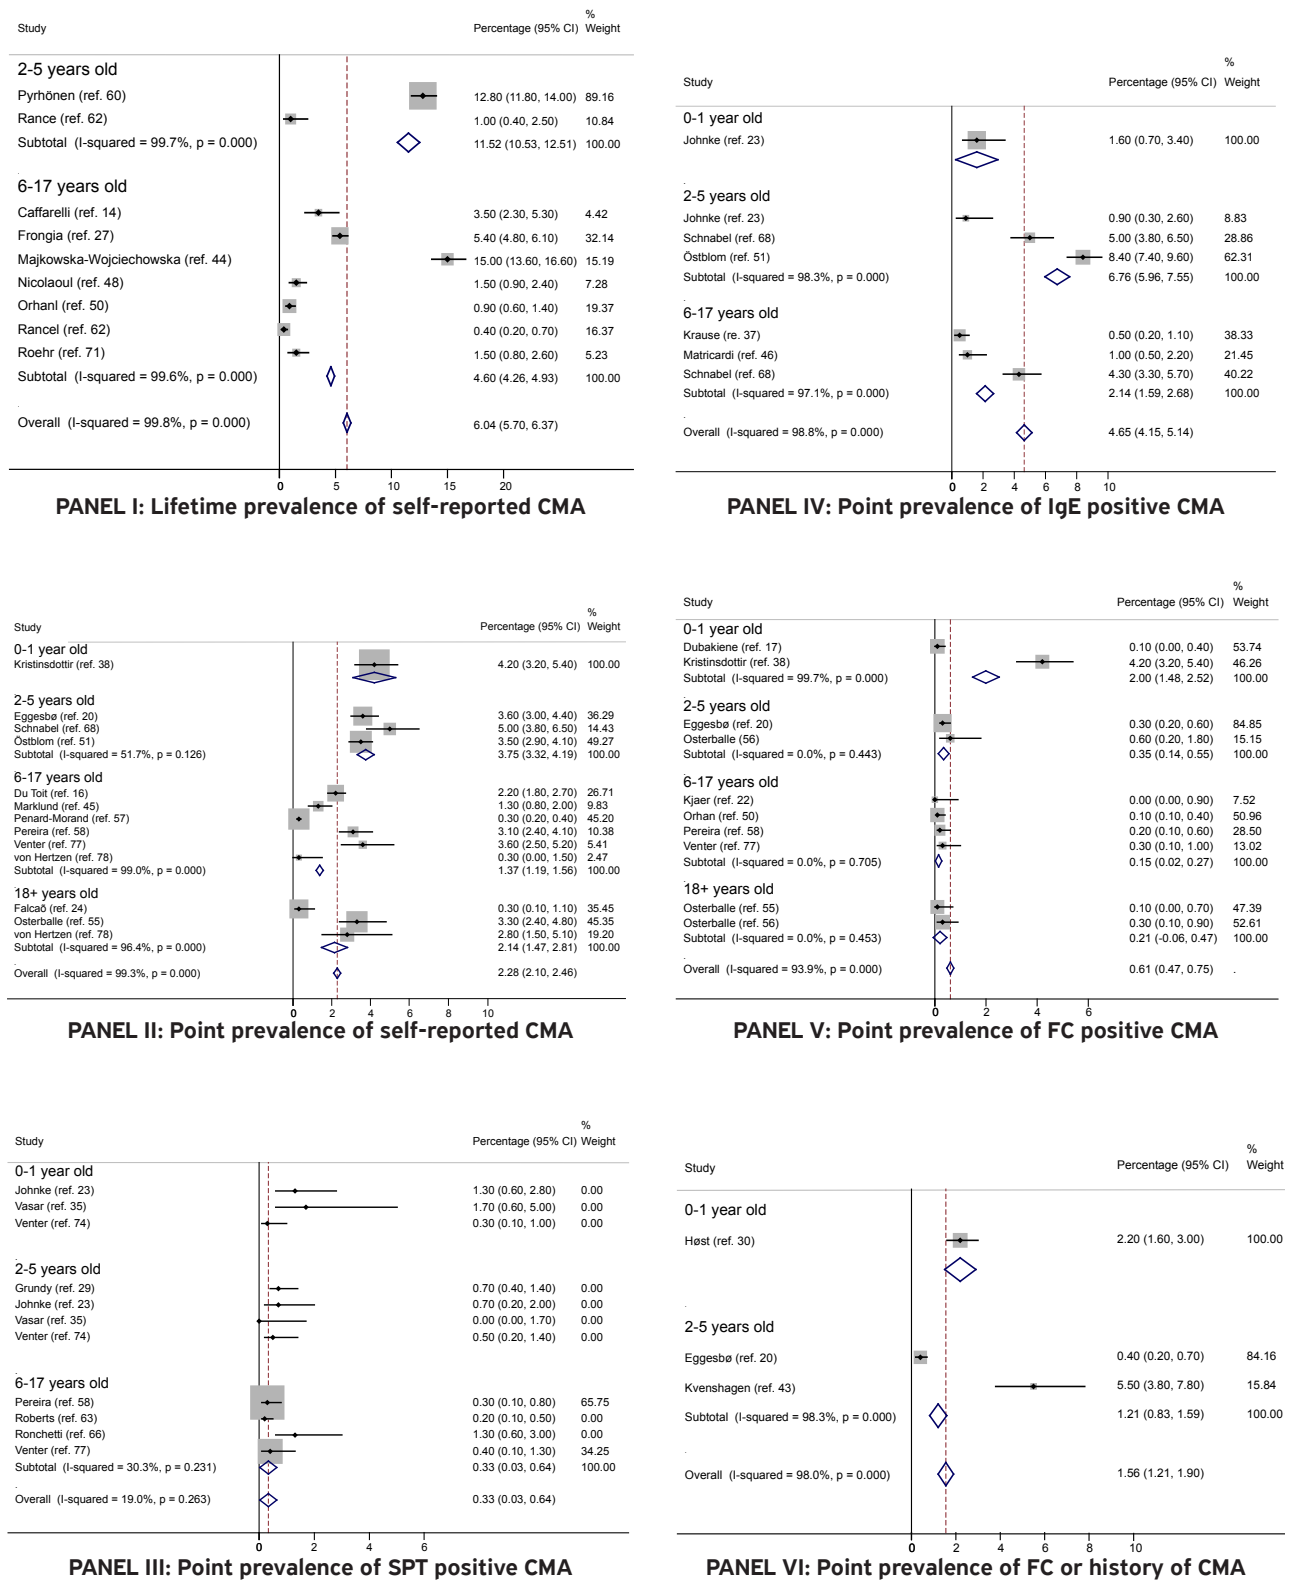 %
Study Percentage (95% CI) Weight
2-5 years old
Pyrhönen (ref. 60) 12.80 (11.80, 14.00) 89.16
Rance (ref. 62) 1.00 (0.40, 2.50) 10.84
Subtotal (I-squared = 99.7%, p = 0.000) 11.52 (10.53, 12.51) 100.00
.
6-17 years old
Caffarelli (ref. 14) 3.50 (2.30, 5.30) 4.42
Frongia (ref. 27) 5.40 (4.80, 6.10) 32.14
Majkowska-Wojciechowska (ref. 44) 15.00 (13.60, 16.60) 15.19
Nicolaoul (ref. 48) 1.50 (0.90, 2.40) 7.28
Orhanl (ref. 50) 0.90 (0.60, 1.40) 19.37
Rancel (ref. 62) 0.40 (0.20, 0.70) 16.37
Roehr (ref. 71) 1.50 (0.80, 2.60) 5.23
Subtotal (I-squared = 99.6%, p = 0.000) 4.60 (4.26, 4.93) 100.00
.
Overall (I-squared = 99.8%, p = 0.000) 6.04 (5.70, 6.37)
0 5 10 15 20
PANEL I: Lifetime prevalence of self-reported CMA
%
Study Percentage (95% CI) Weight
0-1 year old
Johnke (ref. 23) 1.60 (0.70, 3.40) 100.00
.
2-5 years old
Johnke (ref. 23) 0.90 (0.30, 2.60) 8.83
Schnabel (ref. 68) 5.00 (3.80, 6.50) 28.86
Östblom (ref. 51) 8.40 (7.40, 9.60) 62.31
Subtotal (I-squared = 98.3%, p = 0.000) 6.76 (5.96, 7.55) 100.00
.
6-17 years old
Krause (re. 37) 0.50 (0.20, 1.10) 38.33
Matricardi (ref. 46) 1.00 (0.50, 2.20) 21.45
Schnabel (ref. 68) 4.30 (3.30, 5.70) 40.22
Subtotal (I-squared = 97.1%, p = 0.000) 2.14 (1.59, 2.68) 100.00
.
Overall (I-squared = 98.8%, p = 0.000) 4.65 (4.15, 5.14)
0 2 4 6 8 10
PANEL IV: Point prevalence of IgE positive CMA
%
Study Percentage (95% CI) Weight
0-1 year old
Kristinsdottir (ref. 38) 4.20 (3.20, 5.40) 100.00
.
2-5 years old
Eggesbø (ref. 20) 3.60 (3.00, 4.40) 36.29
Schnabel (ref. 68) 5.00 (3.80, 6.50) 14.43
Östblom (ref. 51) 3.50 (2.90, 4.10) 49.27
Subtotal (I-squared = 51.7%, p = 0.126) 3.75 (3.32, 4.19) 100.00
.
6-17 years old
Du Toit (ref. 16) 2.20 (1.80, 2.70) 26.71
Marklund (ref. 45) 1.30 (0.80, 2.00) 9.83
Penard-Morand (ref. 57) 0.30 (0.20, 0.40) 45.20
Pereira (ref. 58) 3.10 (2.40, 4.10) 10.38
Venter (ref. 77) 3.60 (2.50, 5.20) 5.41
von Hertzen (ref. 78) 0.30 (0.00, 1.50) 2.47
Subtotal (I-squared = 99.0%, p = 0.000) 1.37 (1.19, 1.56) 100.00
.
18+ years old
Falcaõ (ref. 24) 0.30 (0.10, 1.10) 35.45
Osterballe (ref. 55) 3.30 (2.40, 4.80) 45.35
von Hertzen (ref. 78) 2.80 (1.50, 5.10) 19.20
Subtotal (I-squared = 96.4%, p = 0.000) 2.14 (1.47, 2.81) 100.00
.
Overall (I-squared = 99.3%, p = 0.000) 2.28 (2.10, 2.46)
0 2 4 6 8 10
PANEL II: Point prevalence of self-reported CMA
%
Study Percentage (95% CI) Weight
0-1 year old
Dubakiene (ref. 17) 0.10 (0.00, 0.40) 53.74
Kristinsdottir (ref. 38) 4.20 (3.20, 5.40) 46.26
Subtotal (I-squared = 99.7%, p = 0.000) 2.00 (1.48, 2.52) 100.00
.
2-5 years old
Eggesbø (ref. 20) 0.30 (0.20, 0.60) 84.85
Osterballe (56) 0.60 (0.20, 1.80) 15.15
Subtotal (I-squared = 0.0%, p = 0.443) 0.35 (0.14, 0.55) 100.00
.
6-17 years old
Kjaer (ref. 22) 0.00 (0.00, 0.90) 7.52
Orhan (ref. 50) 0.10 (0.10, 0.40) 50.96
Pereira (ref. 58) 0.20 (0.10, 0.60) 28.50
Venter (ref. 77) 0.30 (0.10, 1.00) 13.02
Subtotal (I-squared = 0.0%, p = 0.705) 0.15 (0.02, 0.27) 100.00
.
18+ years old
Osterballe (ref. 55) 0.10 (0.00, 0.70) 47.39
Osterballe (ref. 56) 0.30 (0.10, 0.90) 52.61
Subtotal (I-squared = 0.0%, p = 0.453) 0.21 (-0.06, 0.47) 100.00
.
Overall (I-squared = 93.9%, p = 0.000) 0.61 (0.47, 0.75) .
0 2 4 6
PANEL V: Point prevalence of FC positive CMA
%
Study Percentage (95% CI) Weight
0-1 year old
Johnke (ref. 23) 1.30 (0.60, 2.80) 0.00
Vasar (ref. 35) 1.70 (0.60, 5.00) 0.00
Venter (ref. 74) 0.30 (0.10, 1.00) 0.00
.
2-5 years old
Grundy (ref. 29) 0.70 (0.40, 1.40) 0.00
Johnke (ref. 23) 0.70 (0.20, 2.00) 0.00
Vasar (ref. 35) 0.00 (0.00, 1.70) 0.00
Venter (ref. 74) 0.50 (0.20, 1.40) 0.00
.
6-17 years old
Pereira (ref. 58) 0.30 (0.10, 0.80) 65.75
Roberts (ref. 63) 0.20 (0.10, 0.50) 0.00
Ronchetti (ref. 66) 1.30 (0.60, 3.00) 0.00
Venter (ref. 77) 0.40 (0.10, 1.30) 34.25
Subtotal (I-squared = 30.3%, p = 0.231) 0.33 (0.03, 0.64) 100.00
.
Overall (I-squared = 19.0%, p = 0.263) 0.33 (0.03, 0.64)
0 2 4 6
PANEL III: Point prevalence of SPT positive CMA
%
Study Percentage (95% CI) Weight
0-1 year old
Høst (ref. 30) 2.20 (1.60, 3.00) 100.00
.
2-5 years old
Eggesbø (ref. 20) 0.40 (0.20, 0.70) 84.16
Kvenshagen (ref. 43) 5.50 (3.80, 7.80) 15.84
Subtotal (I-squared = 98.3%, p = 0.000) 1.21 (0.83, 1.59) 100.00
.
Overall (I-squared = 98.0%, p = 0.000) 1.56 (1.21, 1.90)
0 2 4 6 8 10
PANEL VI: Point prevalence of FC or history of CMA